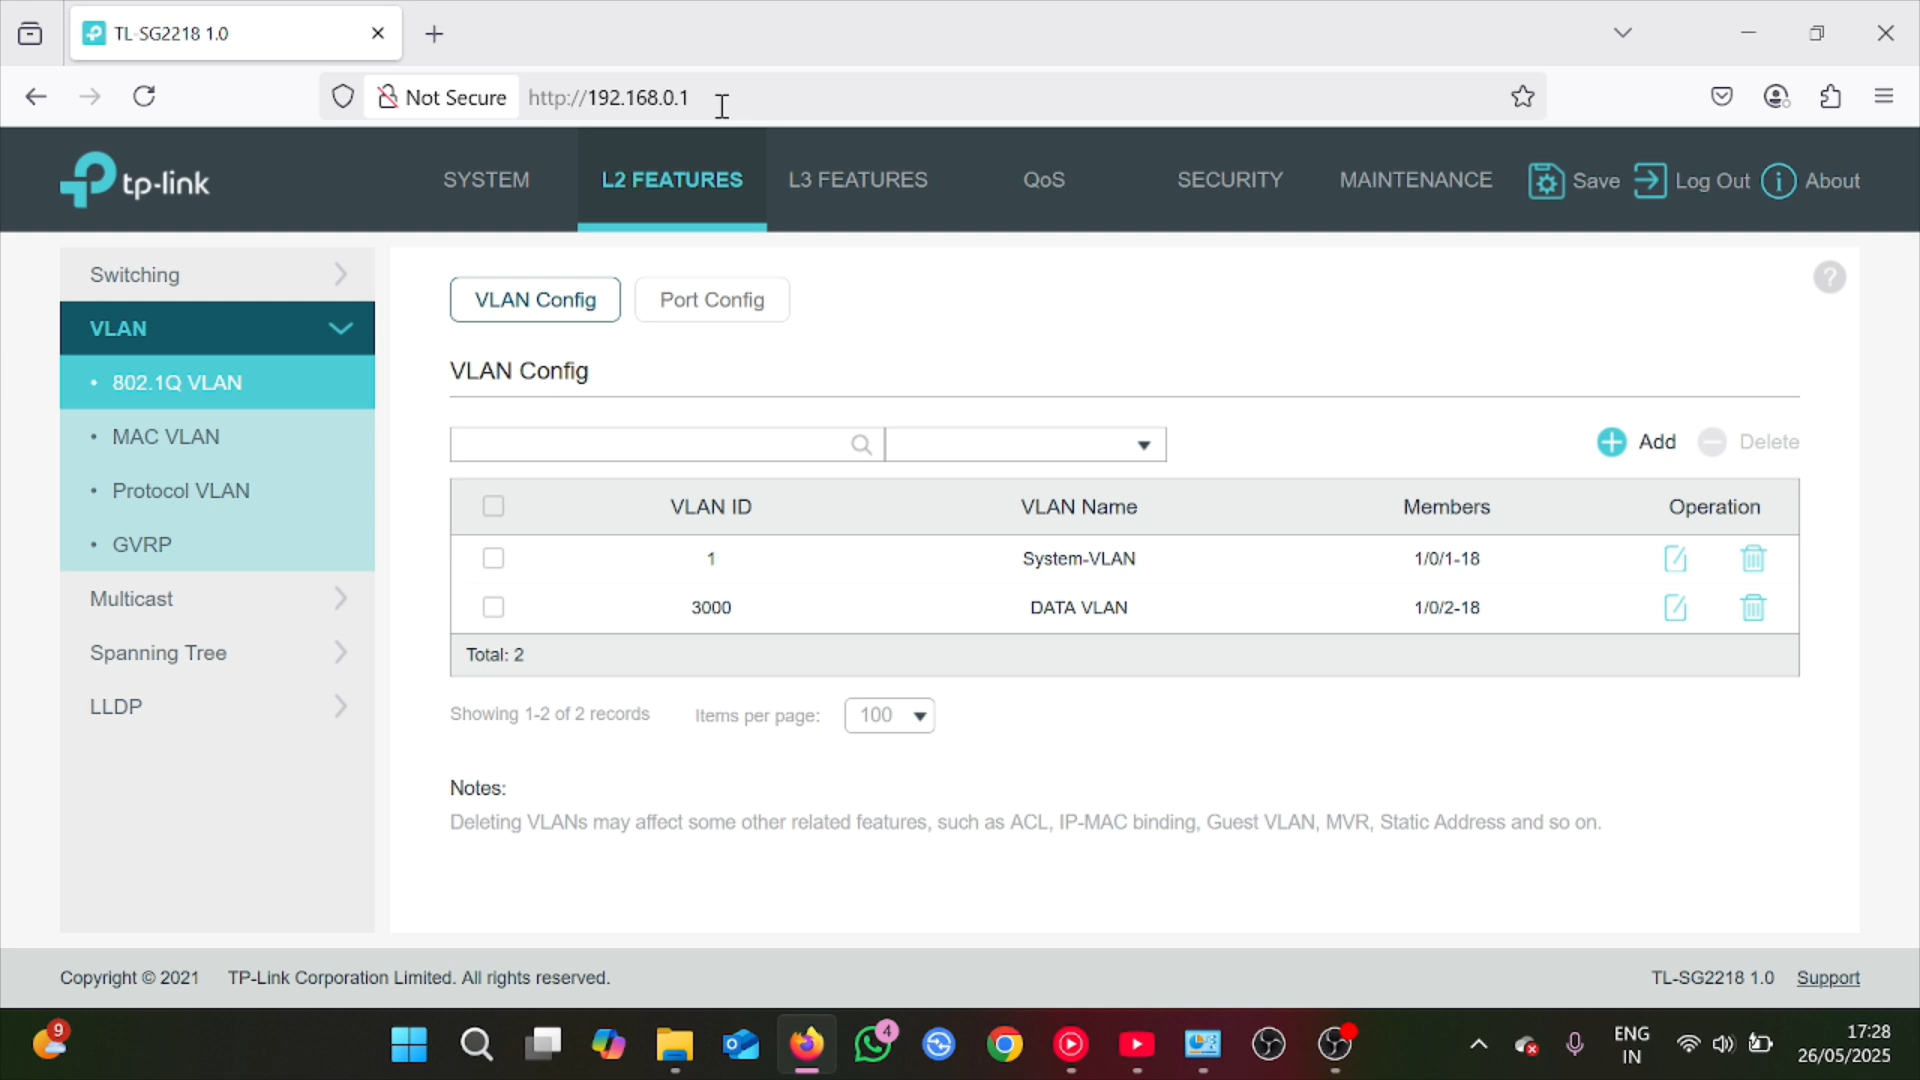 TL-SG2218 1.0
Not Secure http://192.168.0.1
tp-link
SYSTEM L2 FEATURES L3 FEATURES QoS SECURITY MAINTENANCE Save Log Out About
Switching
VLAN
• 802.1Q VLAN
• MAC VLAN
• Protocol VLAN
• GVRP
Multicast
Spanning Tree
LLDP
VLAN Config Port Config
?
VLAN Config
Add Delete
VLAN ID VLAN Name Members Operation
1 System-VLAN 1/0/1-18
3000 DATA VLAN 1/0/2-18
Total: 2
Showing 1-2 of 2 records Items per page: 100
Notes:
Deleting VLANs may affect some other related features, such as ACL, IP-MAC binding, Guest VLAN, MVR, Static Address and so on.
Copyright © 2021 TP-Link Corporation Limited. All rights reserved. TL-SG2218 1.0 Support
9
4
ENG
IN
17:28
26/05/2025